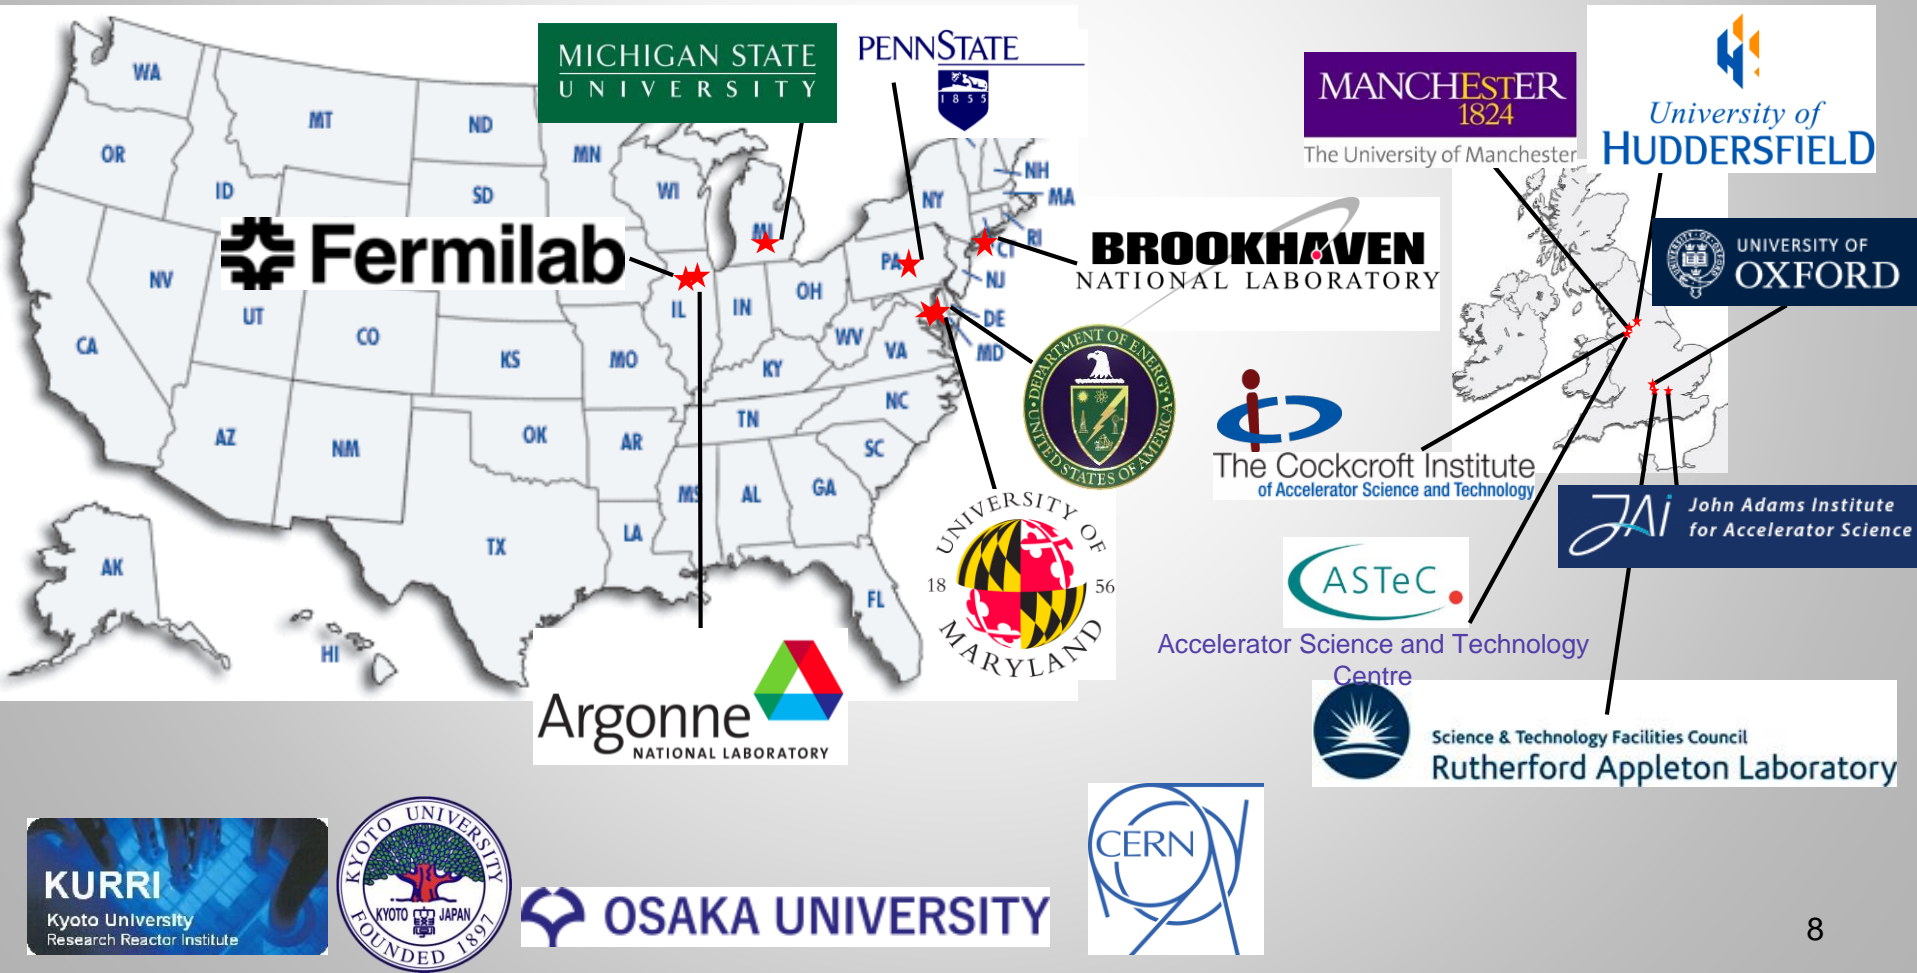 MICHIGAN STATE
UNIVERSITY
PENNSTATE
1855
MANCHESTER
1824
The University of Manchester
University of
HUDDERSFIELD
WA
MT
ND
MN
OR
ID
SD
WI
MI
NY
NH
MA
RI
CT
Fermilab
BROOKHAVEN
NATIONAL LABORATORY
UNIVERSITY OF
OXFORD
NV
UT
CO
CA
KS
MO
IL
IN
OH
PA
NJ
DE
MD
WV
VA
KY
NC
TN
SC
AZ
NM
OK
AR
MS
AL
GA
LA
TX
FL
AK
HI
DEPARTMENT OF ENERGY
UNITED STATES OF AMERICA
The Cockcroft Institute
of Accelerator Science and Technology
UNIVERSITY OF
18 56
MARYLAND
JAI
John Adams Institute
for Accelerator Science
ASTeC
Accelerator Science and Technology
Centre
Argonne
NATIONAL LABORATORY
Science & Technology Facilities Council
Rutherford Appleton Laboratory
KURRI
Kyoto University
Research Reactor Institute
KYOTO UNIVERSITY
KYOTO JAPAN
FOUNDED 1897
OSAKA UNIVERSITY
CERN
8